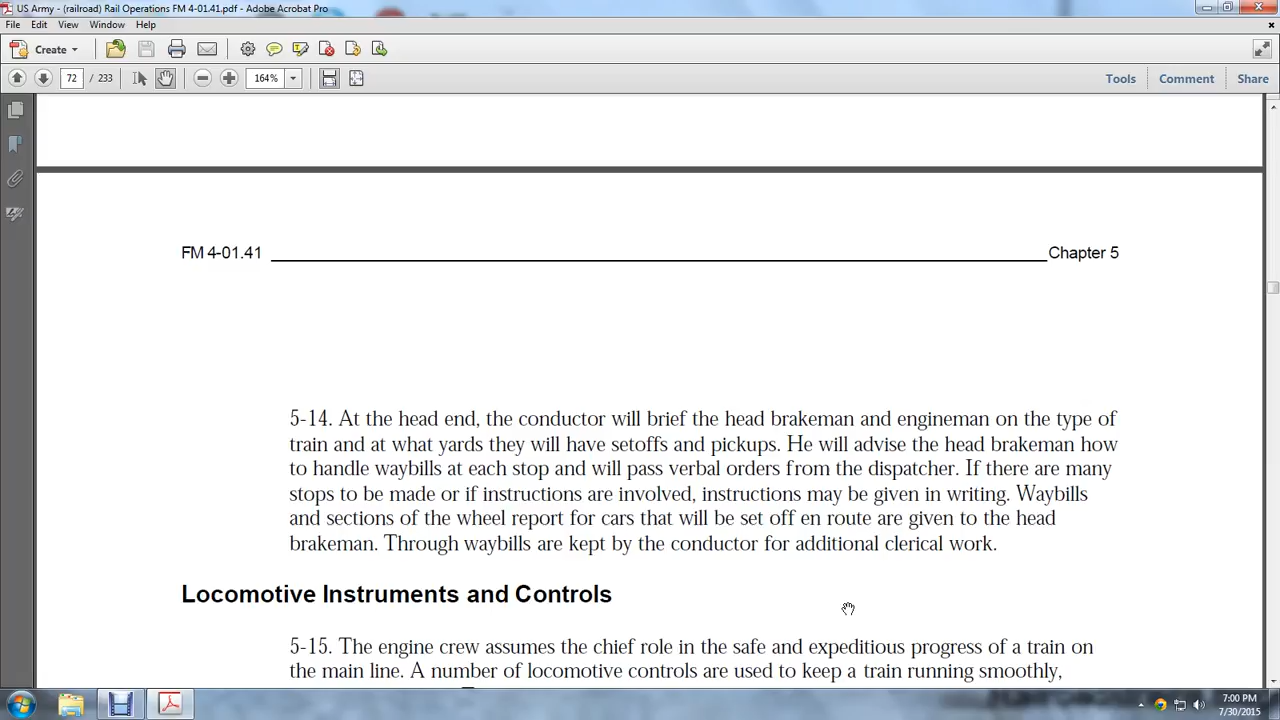 US Army - (railroad) Rail Operations FM 4-01.41.pdf - Adobe Acrobat Pro
File Edit View Window Help
Create
72 / 233 164% Tools Comment Share
FM 4-01.41 Chapter 5
5-14. At the head end, the conductor will brief the head brakeman and engineman on the type of
train and at what yards they will have setoffs and pickups. He will advise the head brakeman how
to handle waybills at each stop and will pass verbal orders from the dispatcher. If there are many
stops to be made or if instructions are involved, instructions may be given in writing. Waybills
and sections of the wheel report for cars that will be set off en route are given to the head
brakeman. Through waybills are kept by the conductor for additional clerical work.
Locomotive Instruments and Controls
5-15. The engine crew assumes the chief role in the safe and expeditious progress of a train on
the main line. A number of locomotive controls are used to keep a train running smoothly,
7:00 PM
7/30/2015